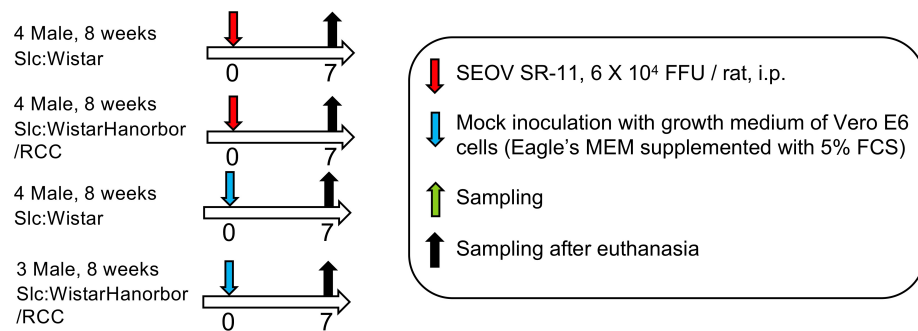 4 Male, 8 weeks
Slc:Wistar
0 7
4 Male, 8 weeks
Slc:WistarHanorbor
/RCC
0 7
4 Male, 8 weeks
Slc:Wistar
0 7
3 Male, 8 weeks
Slc:WistarHanorbor
/RCC
0 7
SEOV SR-11, 6 X 10⁴ FFU / rat, i.p.
Mock inoculation with growth medium of Vero E6
cells (Eagle's MEM supplemented with 5% FCS)
Sampling
Sampling after euthanasia